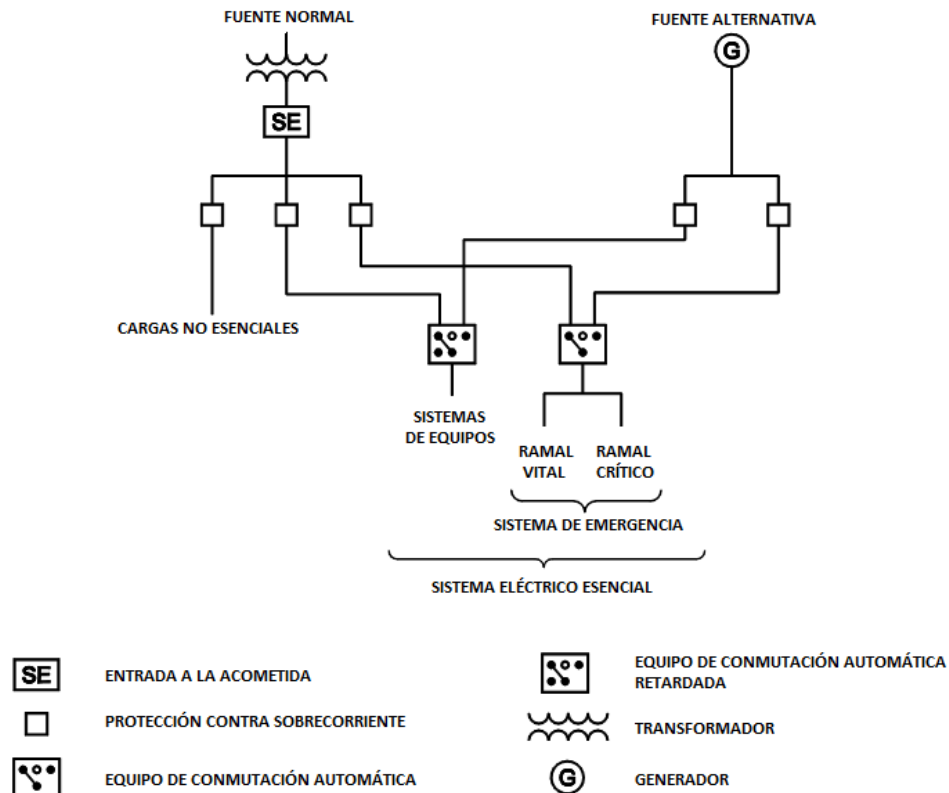 FUENTE NORMAL
FUENTE ALTERNATIVA
G
SE
CARGAS NO ESENCIALES
SISTEMAS
DE EQUIPOS
RAMAL
VITAL
RAMAL
CRÍTICO
SISTEMA DE EMERGENCIA
SISTEMA ELÉCTRICO ESENCIAL
SE
ENTRADA A LA ACOMETIDA
EQUIPO DE CONMUTACIÓN AUTOMÁTICA
RETARDADA
PROTECCIÓN CONTRA SOBRECORRIENTE
TRANSFORMADOR
EQUIPO DE CONMUTACIÓN AUTOMÁTICA
G
GENERADOR